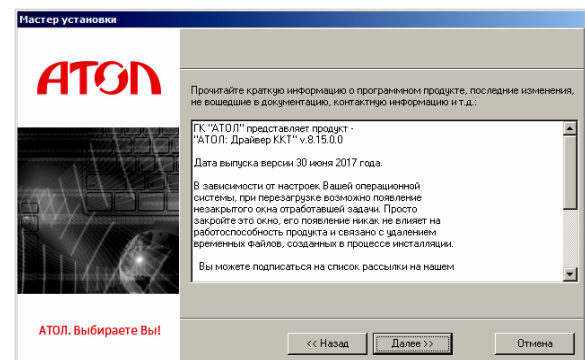 Мастер установки
АТОЛ
Прочитайте краткую информацию о программном продукте, последние изменения,
не вошедшие в документацию, контактную информацию и т.д.:
ГК "АТОЛ" представляет продукт -
"АТОЛ: Драйвер ККТ" v.8.15.0.0
Дата выпуска версии 30 июня 2017 года.
В зависимости от настроек Вашей операционной
системы, при перезагрузке возможно появление
незакрытого окна отработавшей задачи. Просто
закройте это окно, его появление никак не влияет на
работоспособность продукта и связано с удалением
временных файлов, созданных в процессе инсталляции.
Вы можете подписаться на список рассылки на нашем
АТОЛ. Выбираете Вы!
<< Назад
Далее >>
Отмена